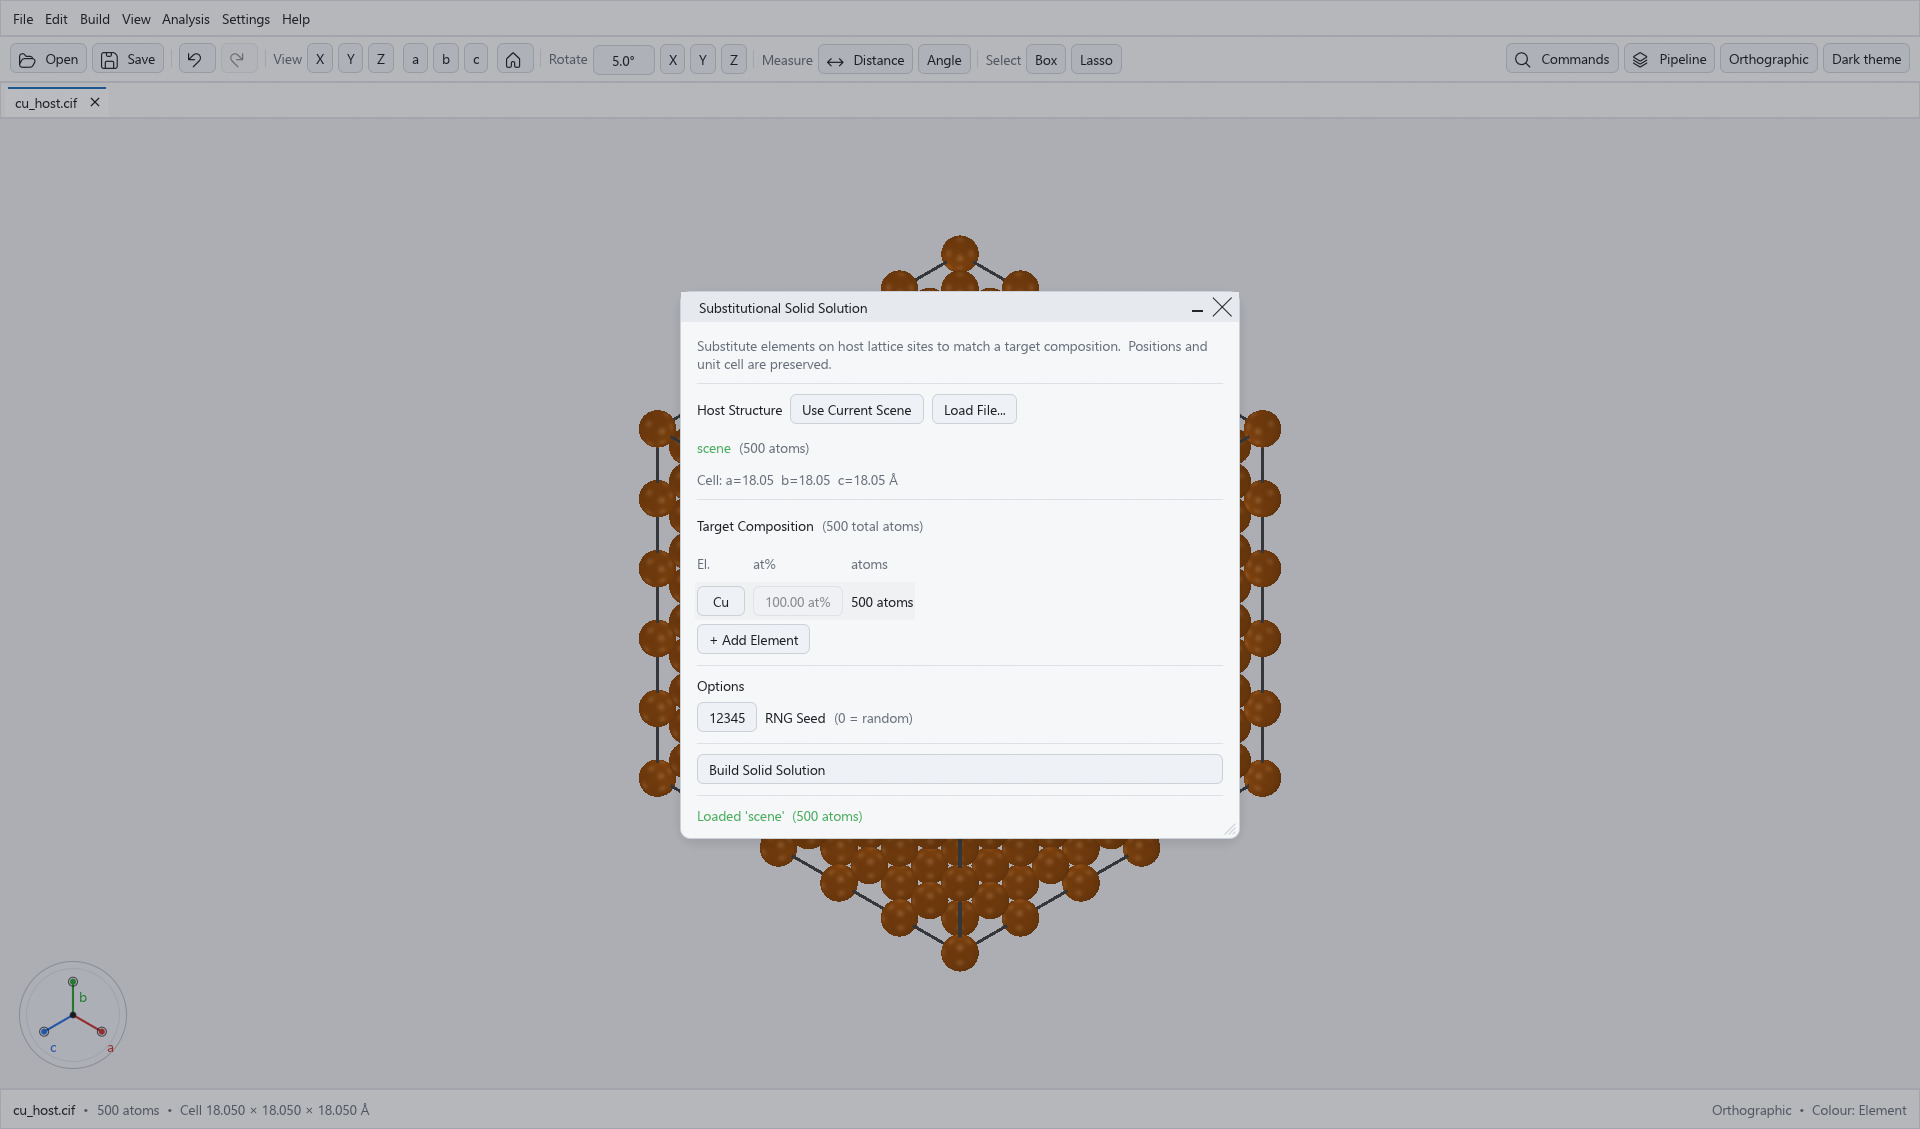 File Edit Build View Analysis Settings Help
Open Save View X Y Z a b c Rotate 5.0° X Y Z Measure Distance Angle Select Box Lasso Commands Pipeline Orthographic Dark theme
cu_host.cif
Substitutional Solid Solution
Substitute elements on host lattice sites to match a target composition. Positions and
unit cell are preserved.
Host Structure Use Current Scene Load File...
scene (500 atoms)
Cell: a=18.05 b=18.05 c=18.05 Å
Target Composition (500 total atoms)
El. at% atoms
Cu 100.00 at% 500 atoms
+ Add Element
Options
12345 RNG Seed (0 = random)
Build Solid Solution
Loaded 'scene' (500 atoms)
b
c a
cu_host.cif • 500 atoms • Cell 18.050 × 18.050 × 18.050 Å Orthographic • Colour: Element